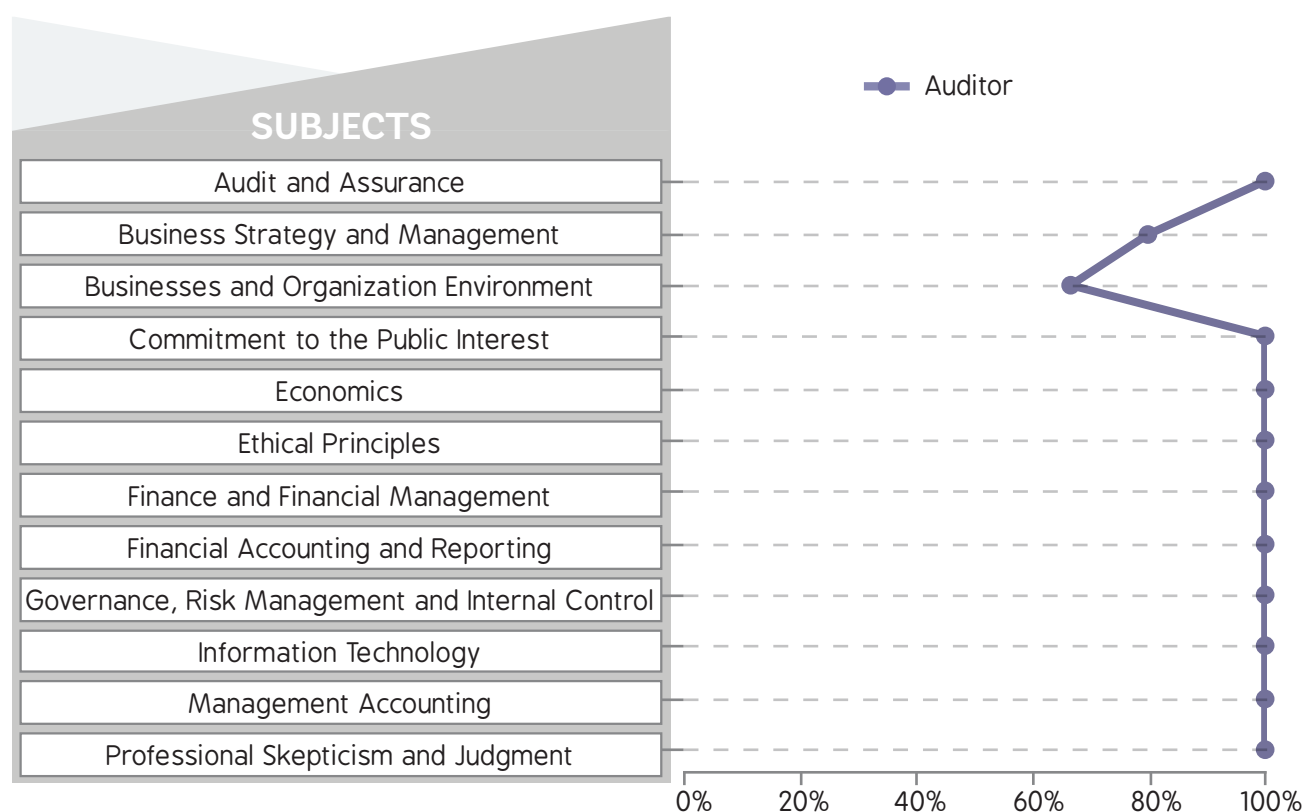 Auditor
SUBJECTS
Audit and Assurance
Business Strategy and Management
Businesses and Organization Environment
Commitment to the Public Interest
Economics
Ethical Principles
Finance and Financial Management
Financial Accounting and Reporting
Governance, Risk Management and Internal Control
Information Technology
Management Accounting
Professional Skepticism and Judgment
0% 20% 40% 60% 80% 100%